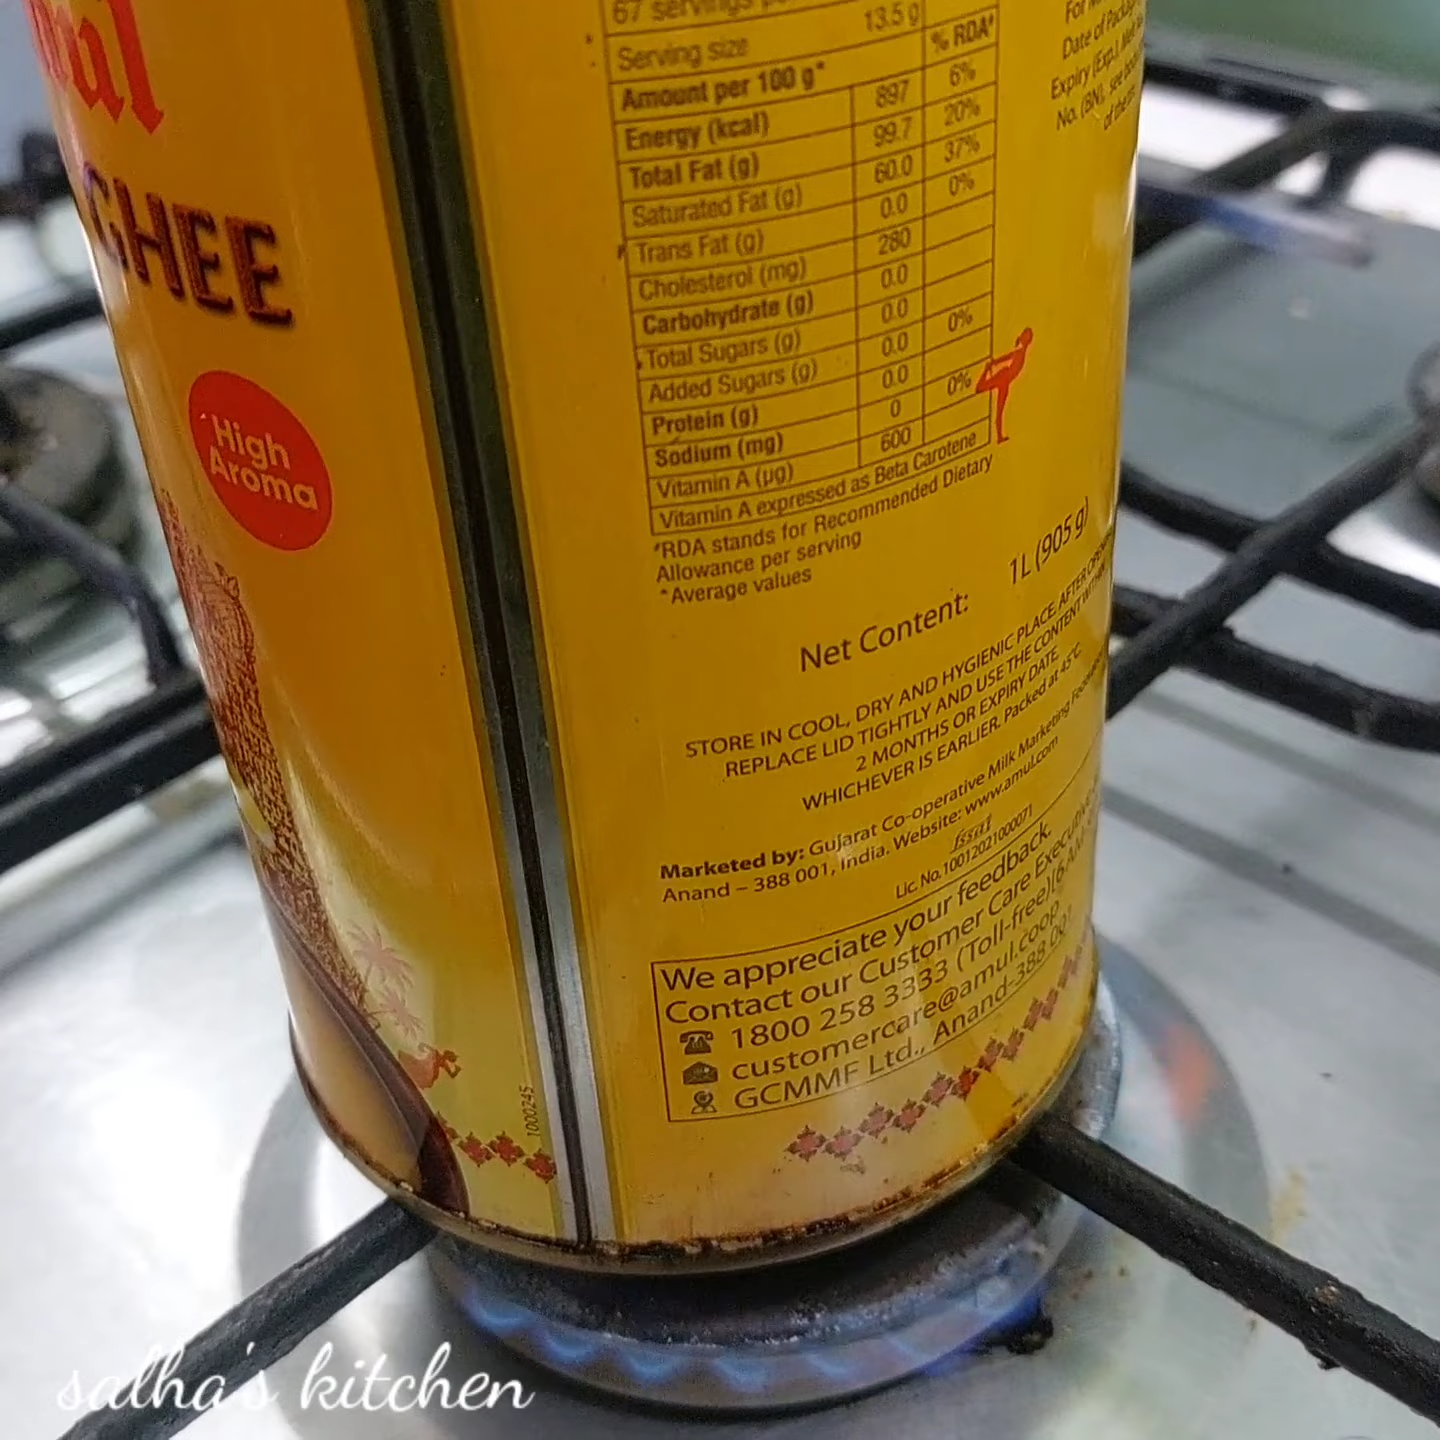 GHEE
High
Aroma
1000245
67 servings
Serving size 13.5 g
Amount per 100 g* % RDA#
Energy (kcal) 897 6%
Total Fat (g) 99.7 20%
Saturated Fat (g) 60.0 37%
Trans Fat (g) 0.0 0%
Cholesterol (mg) 280
Carbohydrate (g) 0.0
Total Sugars (g) 0.0
Added Sugars (g) 0.0 0%
Protein (g) 0.0
Sodium (mg) 0 0%
Vitamin A (µg) 600
Vitamin A expressed as Beta Carotene
#RDA stands for Recommended Dietary
Allowance per serving
*Average values
Date of
Expiry (Exp.),
No. (BN), see
of the
Net Content: 1L (905 g)
STORE IN COOL, DRY AND HYGIENIC PLACE. AFTER
REPLACE LID TIGHTLY AND USE THE CONTENT WITHIN
2 MONTHS OR EXPIRY DATE
WHICHEVER IS EARLIER. Packed at 45°C.
Marketed by: Gujarat Co-operative Milk Marketing
Anand – 388 001, India. Website: www.amul.com
fssai
Lic. No. 10012021000071
We appreciate your feedback.
Contact our Customer Care Executive
1800 258 3333 (Toll-free)
customercare@amul.coop
GCMMF Ltd., Anand-388 001
salha's kitchen